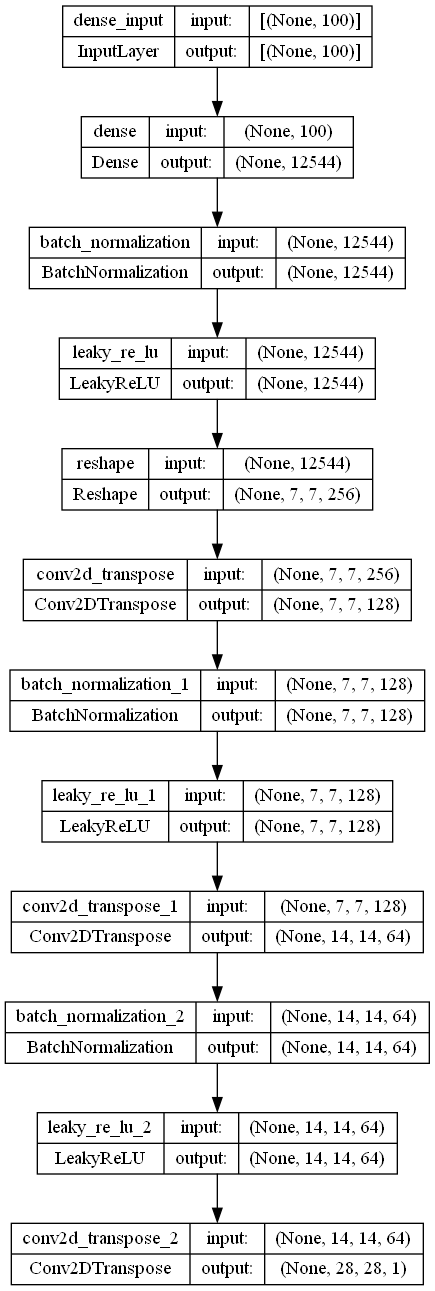 dense_input input: [(None, 100)]
InputLayer output: [(None, 100)]
dense input: (None, 100)
Dense output: (None, 12544)
batch_normalization input: (None, 12544)
BatchNormalization output: (None, 12544)
leaky_re_lu input: (None, 12544)
LeakyReLU output: (None, 12544)
reshape input: (None, 12544)
Reshape output: (None, 7, 7, 256)
conv2d_transpose input: (None, 7, 7, 256)
Conv2DTranspose output: (None, 7, 7, 128)
batch_normalization_1 input: (None, 7, 7, 128)
BatchNormalization output: (None, 7, 7, 128)
leaky_re_lu_1 input: (None, 7, 7, 128)
LeakyReLU output: (None, 7, 7, 128)
conv2d_transpose_1 input: (None, 7, 7, 128)
Conv2DTranspose output: (None, 14, 14, 64)
batch_normalization_2 input: (None, 14, 14, 64)
BatchNormalization output: (None, 14, 14, 64)
leaky_re_lu_2 input: (None, 14, 14, 64)
LeakyReLU output: (None, 14, 14, 64)
conv2d_transpose_2 input: (None, 14, 14, 64)
Conv2DTranspose output: (None, 28, 28, 1)